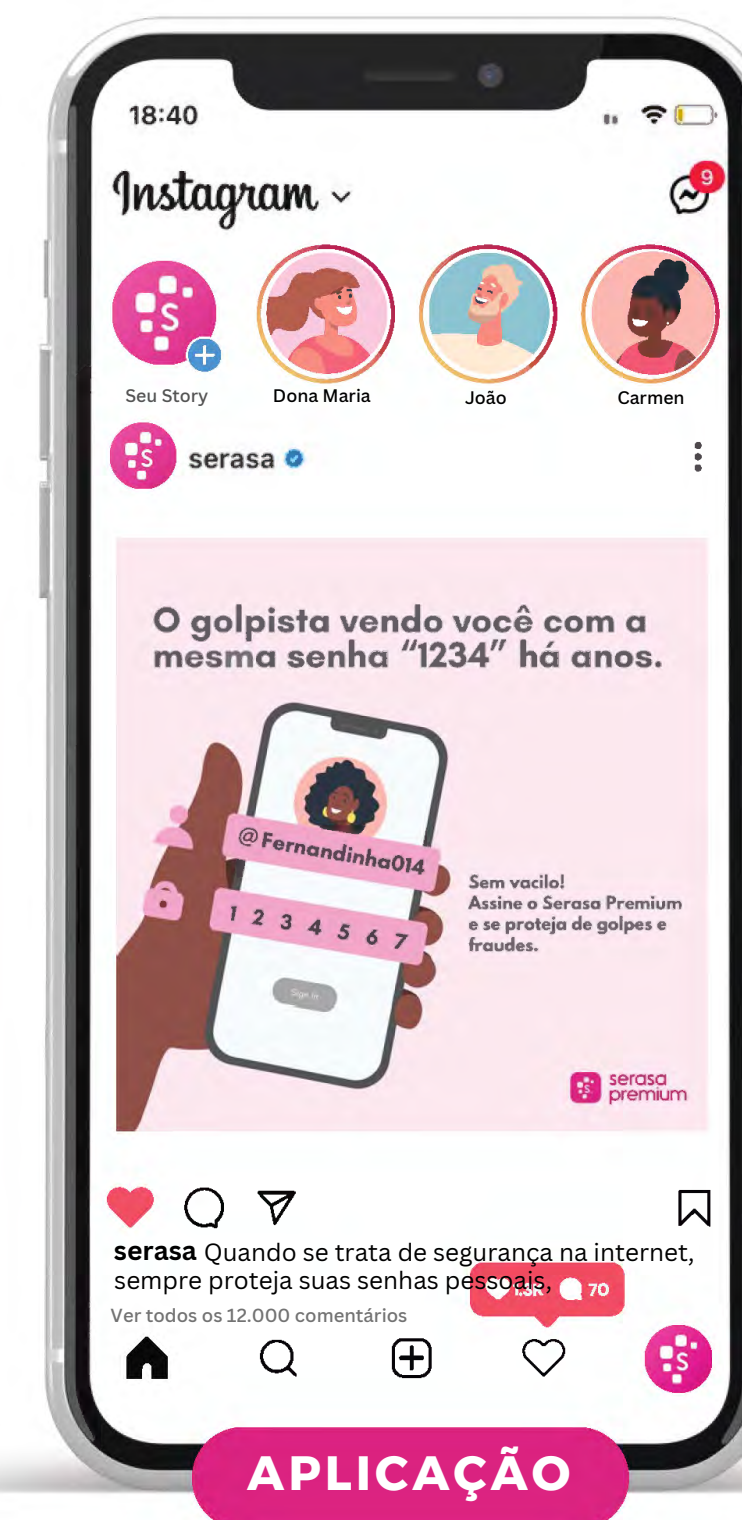 18:40
Instagram
9
S
Seu Story
Dona Maria
João
Carmen
S
serasa
O golpista vendo você com a
mesma senha “1234” há anos.
@Fernandinha014
1 2 3 4 5 6 7
Sign In
Sem vacilo!
Assine o Serasa Premium
e se proteja de golpes e
fraudes.
S
serasa
premium
serasa Quando se trata de segurança na internet,
sempre proteja suas senhas pessoais,
1.3K 70
Ver todos os 12.000 comentários
S
APLICAÇÃO